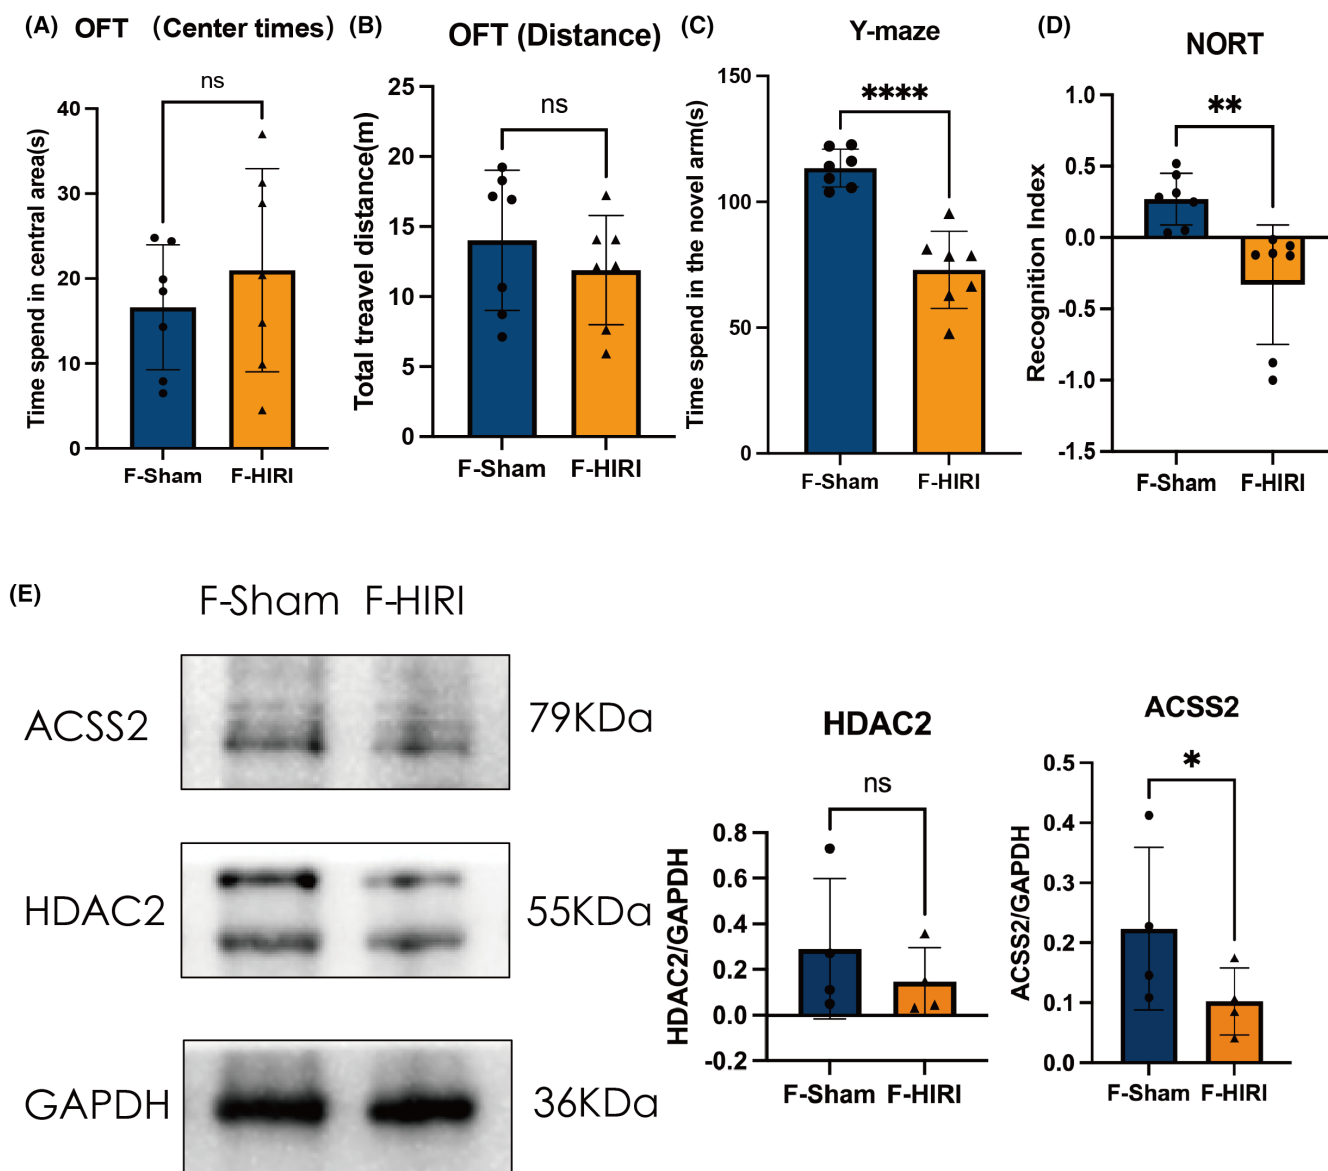 (A) OFT (Center times)
ns
Time spend in central area(s)
40
30
20
10
0
F-Sham F-HIRI
(B) OFT (Distance)
ns
Total treavel distance(m)
25
20
15
10
5
0
F-Sham F-HIRI
(C) Y-maze
****
Time spend in the novel arm(s)
150
100
50
0
F-Sham F-HIRI
(D) NORT
**
Recognition Index
1.0
0.5
0.0
-0.5
-1.0
-1.5
F-Sham F-HIRI
(E)
F-Sham F-HIRI
ACSS2 79KDa
HDAC2 55KDa
GAPDH 36KDa
HDAC2
ns
HDAC2/GAPDH
0.8
0.6
0.4
0.2
0.0
-0.2
F-Sham F-HIRI
ACSS2
*
ACSS2/GAPDH
0.5
0.4
0.3
0.2
0.1
0.0
F-Sham F-HIRI